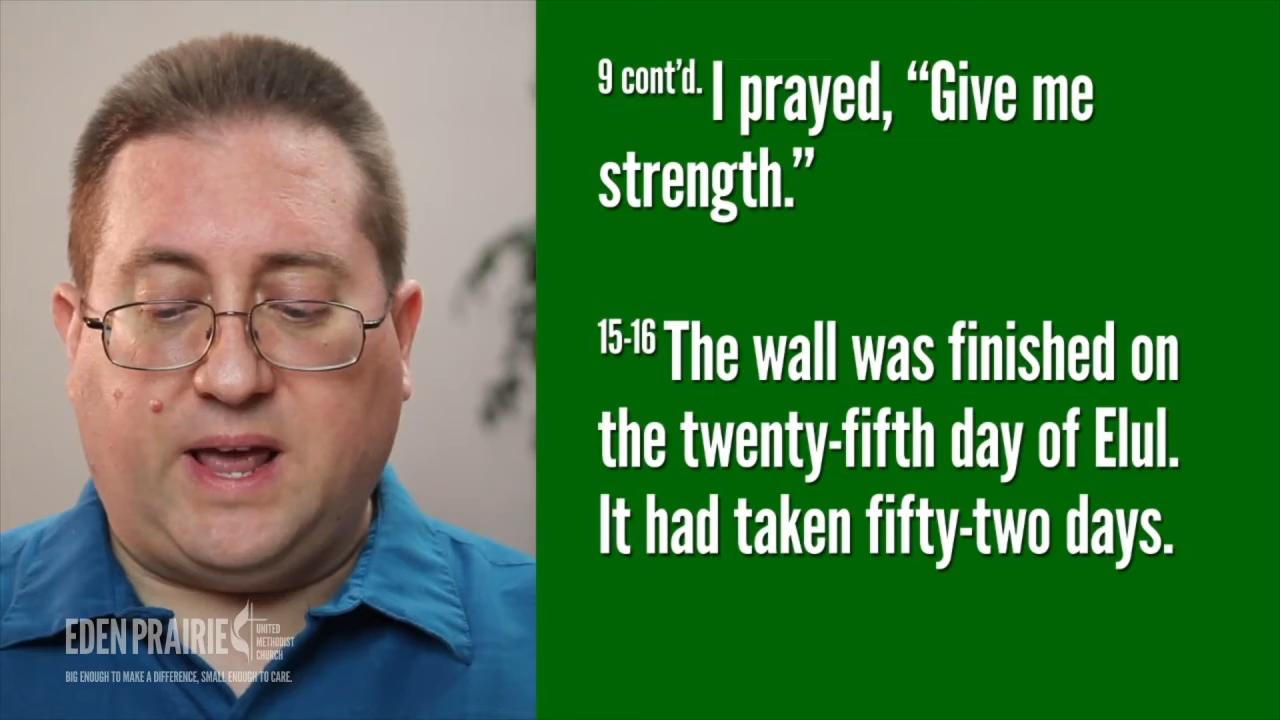 9 cont’d. I prayed, “Give me
strength.”
15-16 The wall was finished on
the twenty-fifth day of Elul.
It had taken fifty-two days.
EDEN PRAIRIE
UNITED
METHODIST
CHURCH
BIG ENOUGH TO MAKE A DIFFERENCE, SMALL ENOUGH TO CARE.